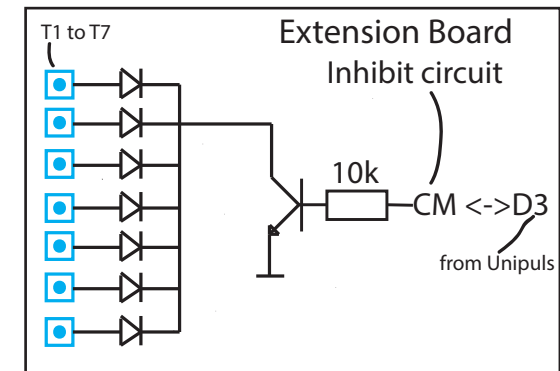 T1 to T7
Extension Board
Inhibit circuit
10k
CM <->D3
from Unipuls